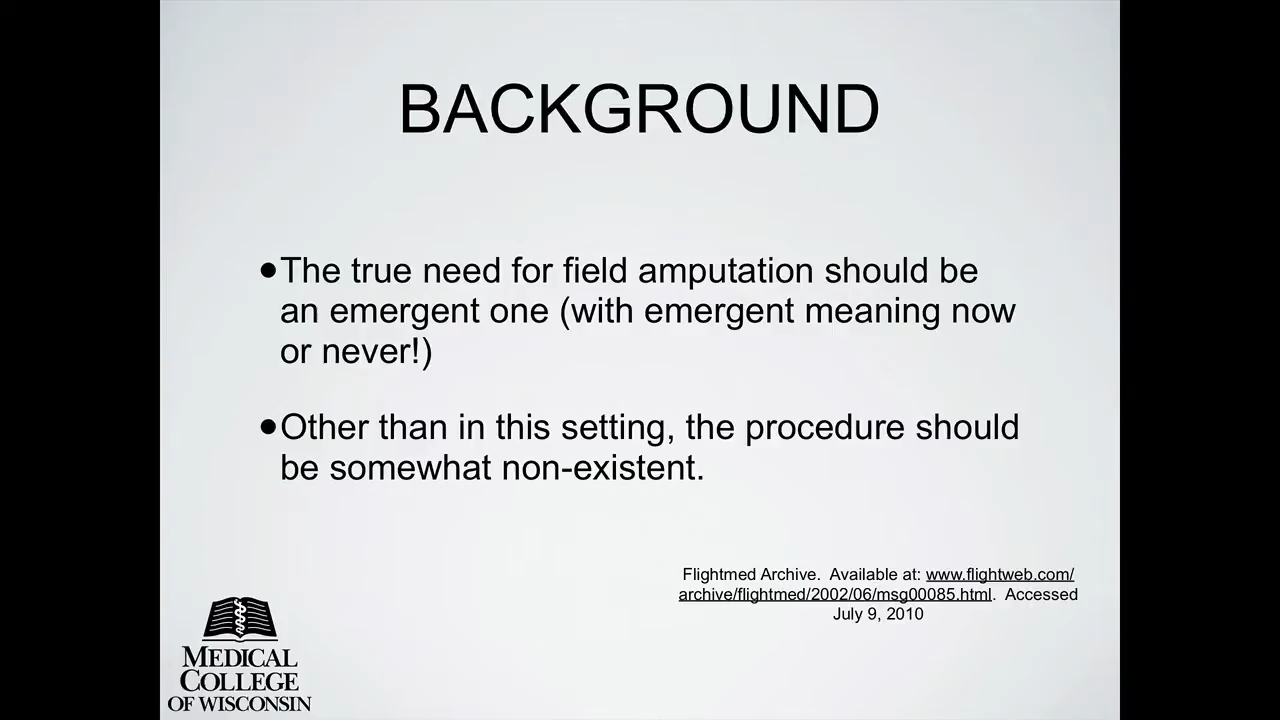 BACKGROUND
•The true need for field amputation should be
an emergent one (with emergent meaning now
or never!)
•Other than in this setting, the procedure should
be somewhat non-existent.
Flightmed Archive.  Available at: www.flightweb.com/
archive/flightmed/2002/06/msg00085.html.  Accessed
July 9, 2010
MEDICAL
COLLEGE
OF WISCONSIN